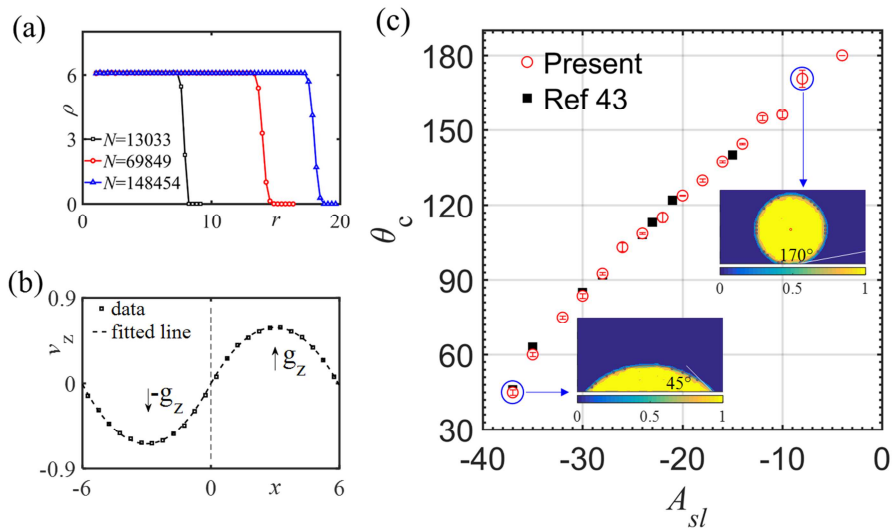 (a)
ρ
6
3
0
N=13033
N=69849
N=148454
0
10
r
20
(b)
v_z
0.9
0
-0.9
data
fitted line
-g_z
g_z
-6
0
x
6
(c)
θ_c
180
150
120
90
60
30
Present
Ref 43
170°
0
0.5
1
45°
0
0.5
1
-40
-30
-20
-10
0
A_sl